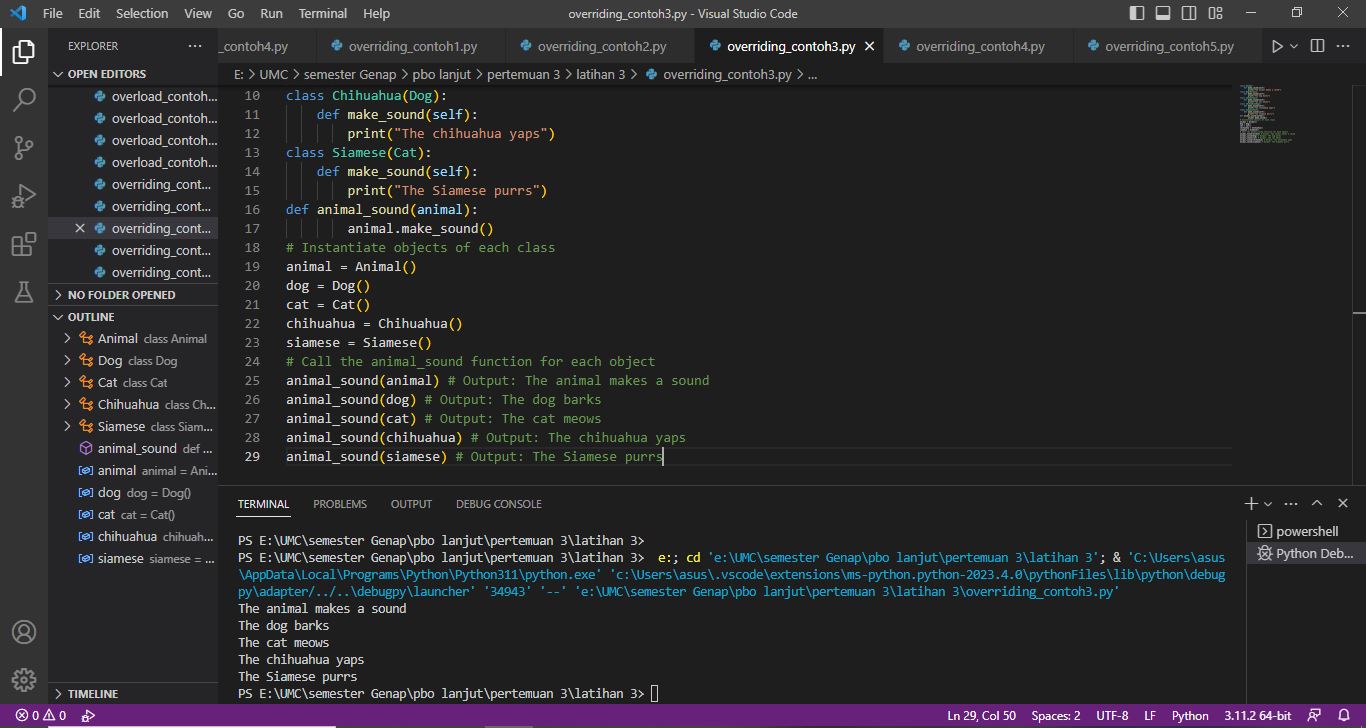 File Edit Selection View Go Run Terminal Help
overriding_contoh3.py - Visual Studio Code
EXPLORER
_contoh4.py
overriding_contoh1.py
overriding_contoh2.py
overriding_contoh3.py
overriding_contoh4.py
overriding_contoh5.py
OPEN EDITORS
overload_contoh...
overload_contoh...
overload_contoh...
overload_contoh...
overriding_cont...
overriding_cont...
overriding_cont...
overriding_cont...
overriding_cont...
NO FOLDER OPENED
OUTLINE
Animal class Animal
Dog class Dog
Cat class Cat
Chihuahua class Ch...
Siamese class Siam...
animal_sound def ...
animal animal = Ani...
dog dog = Dog()
cat cat = Cat()
chihuahua chihuah...
siamese siamese = ...
TIMELINE
E: > UMC > semester Genap > pbo lanjut > pertemuan 3 > latihan 3 > overriding_contoh3.py > ...
10 class Chihuahua(Dog):
11 def make_sound(self):
12 print("The chihuahua yaps")
13 class Siamese(Cat):
14 def make_sound(self):
15 print("The Siamese purrs")
16 def animal_sound(animal):
17 animal.make_sound()
18 # Instantiate objects of each class
19 animal = Animal()
20 dog = Dog()
21 cat = Cat()
22 chihuahua = Chihuahua()
23 siamese = Siamese()
24 # Call the animal_sound function for each object
25 animal_sound(animal) # Output: The animal makes a sound
26 animal_sound(dog) # Output: The dog barks
27 animal_sound(cat) # Output: The cat meows
28 animal_sound(chihuahua) # Output: The chihuahua yaps
29 animal_sound(siamese) # Output: The Siamese purrs
TERMINAL PROBLEMS OUTPUT DEBUG CONSOLE
PS E:\UMC\semester Genap\pbo lanjut\pertemuan 3\latihan 3>
PS E:\UMC\semester Genap\pbo lanjut\pertemuan 3\latihan 3> e:; cd 'e:\UMC\semester Genap\pbo lanjut\pertemuan 3\latihan 3'; & 'C:\Users\asus
\AppData\Local\Programs\Python\Python311\python.exe' 'c:\Users\asus\.vscode\extensions\ms-python.python-2023.4.0\pythonFiles\lib\python\debug
py\adapter/../..\debugpy\launcher' '34943' '--' 'e:\UMC\semester Genap\pbo lanjut\pertemuan 3\latihan 3\overriding_contoh3.py'
The animal makes a sound
The dog barks
The cat meows
The chihuahua yaps
The Siamese purrs
PS E:\UMC\semester Genap\pbo lanjut\pertemuan 3\latihan 3>
powershell
Python Deb...
0 0
Ln 29, Col 50 Spaces: 2 UTF-8 LF Python 3.11.2 64-bit